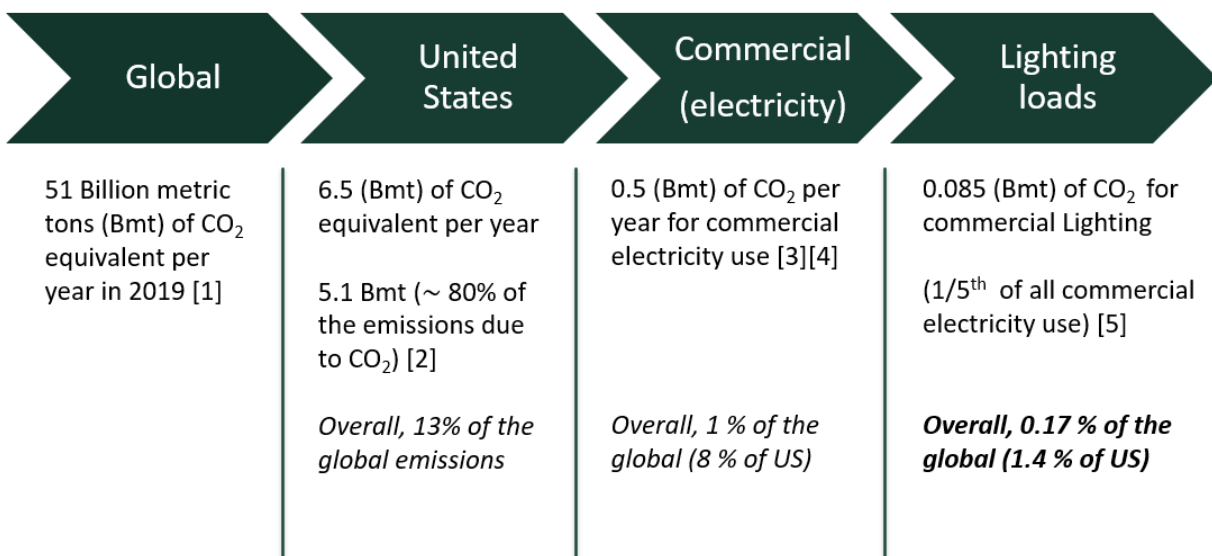 Global
United
States
Commercial
(electricity)
Lighting
loads
51 Billion metric
tons (Bmt) of CO₂
equivalent per
year in 2019 [1]
6.5 (Bmt) of CO₂
equivalent per year
5.1 Bmt (~ 80% of
the emissions due
to CO₂) [2]
Overall, 13% of the
global emissions
0.5 (Bmt) of CO₂ per
year for commercial
electricity use [3][4]
Overall, 1 % of the
global (8 % of US)
0.085 (Bmt) of CO₂ for
commercial Lighting
(1/5ᵗʰ of all commercial
electricity use) [5]
Overall, 0.17 % of the
global (1.4 % of US)